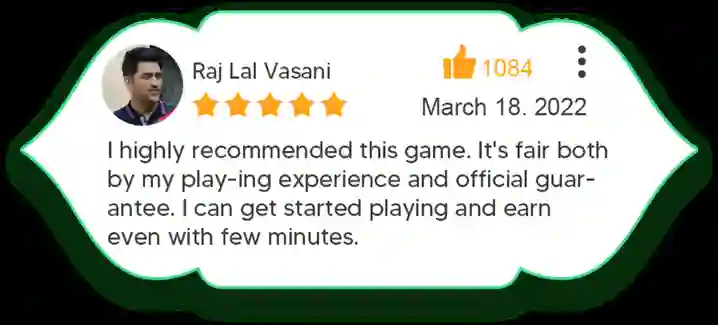 Raj Lal Vasani
1084
March 18. 2022
I highly recommended this game. It's fair both
by my play-ing experience and official guar-
antee. I can get started playing and earn
even with few minutes.